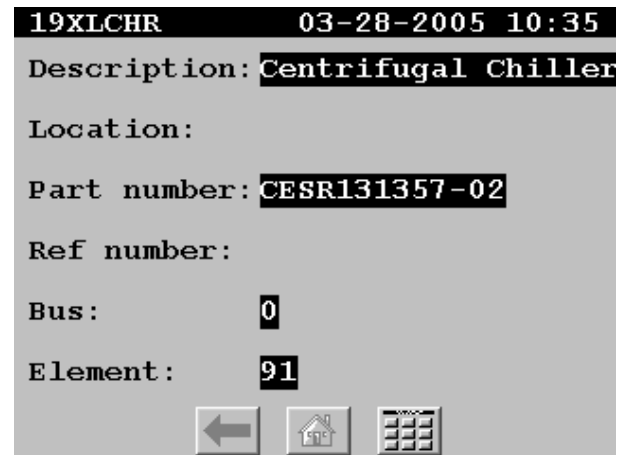 19XLCHR 03-28-2005 10:35
Description: Centrifugal Chiller
Location:
Part number: CESR131357-02
Ref number:
Bus: 0
Element: 91